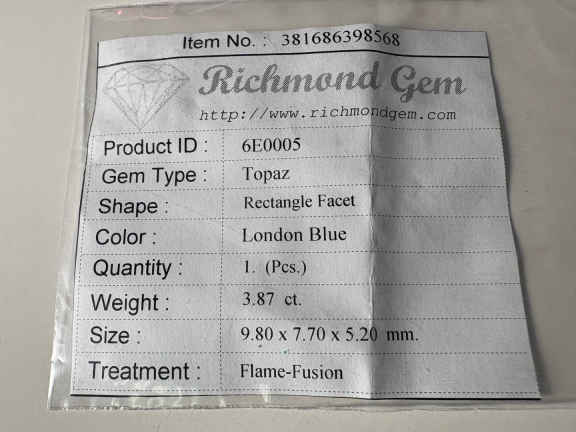 Item No. : 381686398568
Richmond Gem
http://www.richmondgem.com
Product ID : 6E0005
Gem Type : Topaz
Shape : Rectangle Facet
Color : London Blue
Quantity : 1. (Pcs.)
Weight : 3.87 ct.
Size : 9.80 x 7.70 x 5.20 mm.
Treatment : Flame-Fusion